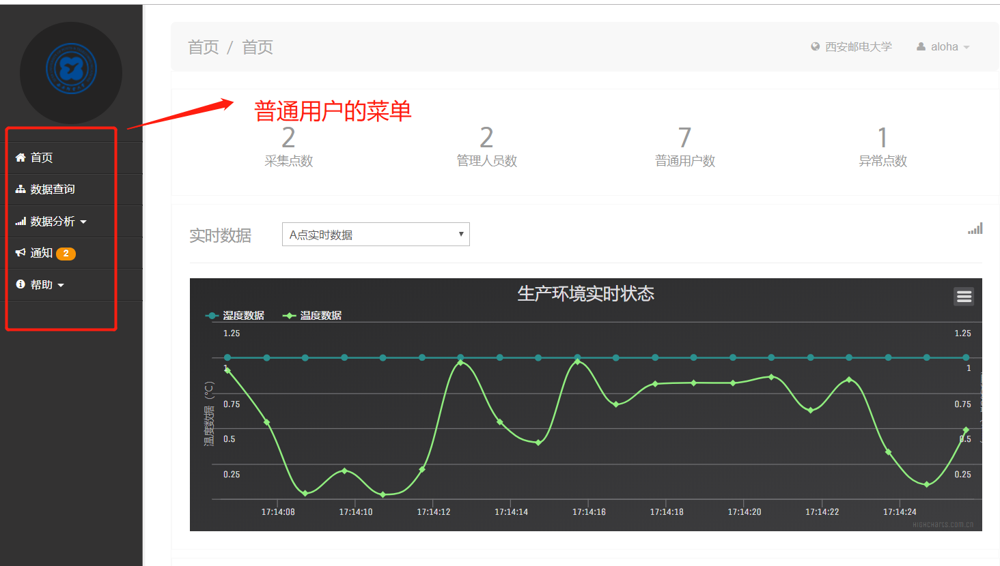 首页 / 首页
西安邮电大学
aloha
普通用户的菜单
2
采集点数
2
管理人员数
7
普通用户数
1
异常点数
首页
数据查询
数据分析
通知 2
帮助
实时数据
A点实时数据
生产环境实时状态
湿度数据
温度数据
1.25
1
0.75
0.5
0.25
温度数据 (°C)
1.25
1
0.75
0.5
0.25
17:14:08
17:14:10
17:14:12
17:14:14
17:14:16
17:14:18
17:14:20
17:14:22
17:14:24
HIGHCHARTS.COM.CN